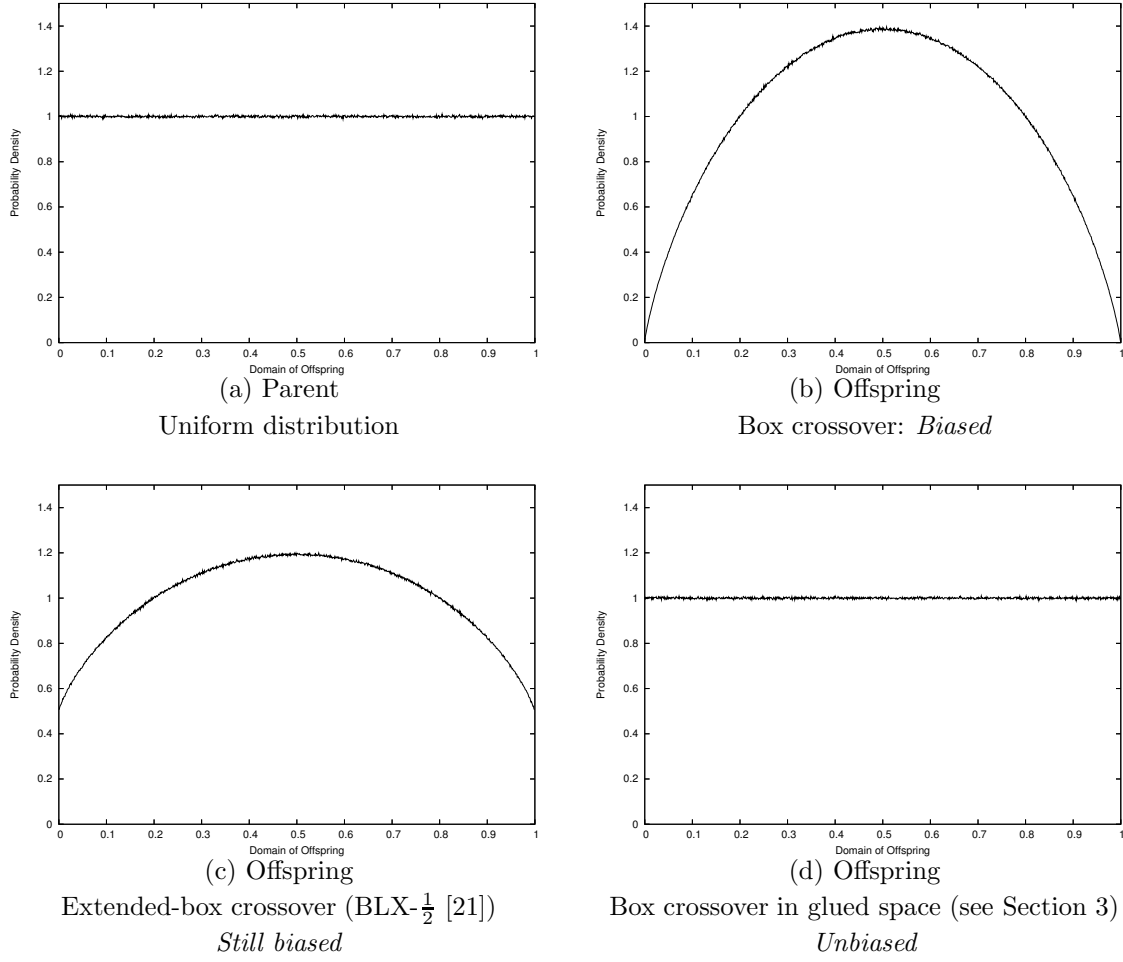 1.4
1.2
1
0.8
0.6
0.4
0.2
0
Probability Density
0 0.1 0.2 0.3 0.4 0.5 0.6 0.7 0.8 0.9 1
Domain of Offspring
(a) Parent
Uniform distribution
1.4
1.2
1
0.8
0.6
0.4
0.2
0
Probability Density
0 0.1 0.2 0.3 0.4 0.5 0.6 0.7 0.8 0.9 1
Domain of Offspring
(b) Offspring
Box crossover: Biased
1.4
1.2
1
0.8
0.6
0.4
0.2
0
Probability Density
0 0.1 0.2 0.3 0.4 0.5 0.6 0.7 0.8 0.9 1
Domain of Offspring
(c) Offspring
Extended-box crossover (BLX-½ [21])
Still biased
1.4
1.2
1
0.8
0.6
0.4
0.2
0
Probability Density
0 0.1 0.2 0.3 0.4 0.5 0.6 0.7 0.8 0.9 1
Domain of Offspring
(d) Offspring
Box crossover in glued space (see Section 3)
Unbiased